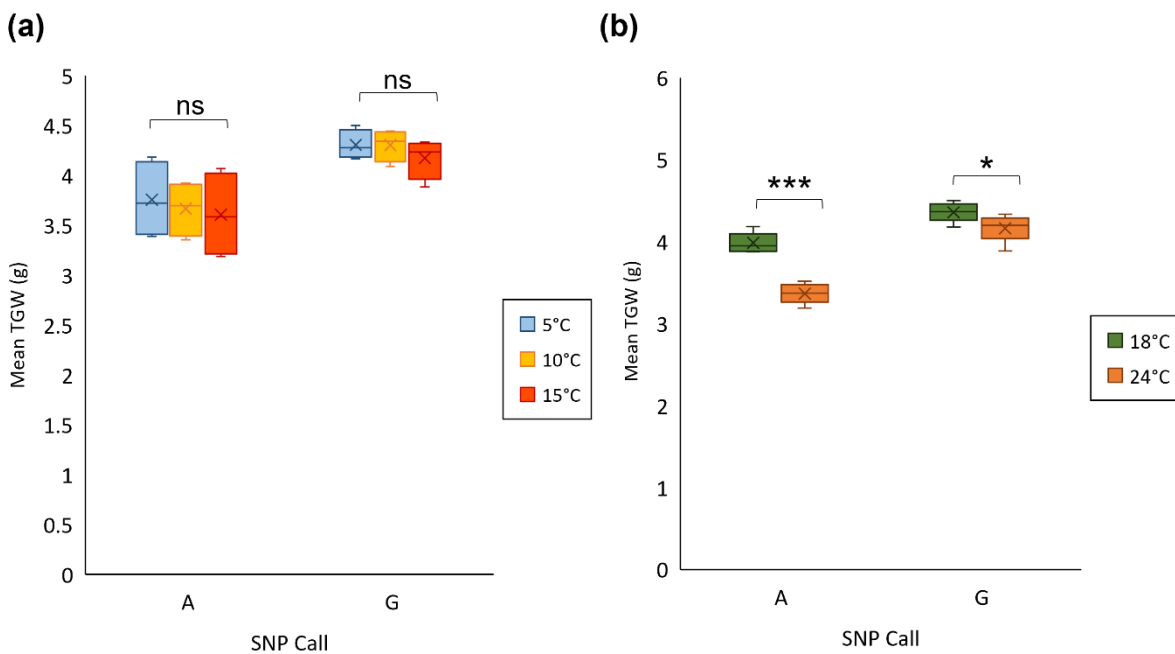 (a)
Mean TGW (g)
5
4.5
4
3.5
3
2.5
2
1.5
1
0.5
0
ns
ns
A
G
SNP Call
5°C
10°C
15°C
(b)
Mean TGW (g)
6
5
4
3
2
1
0
***
*
A
G
SNP Call
18°C
24°C